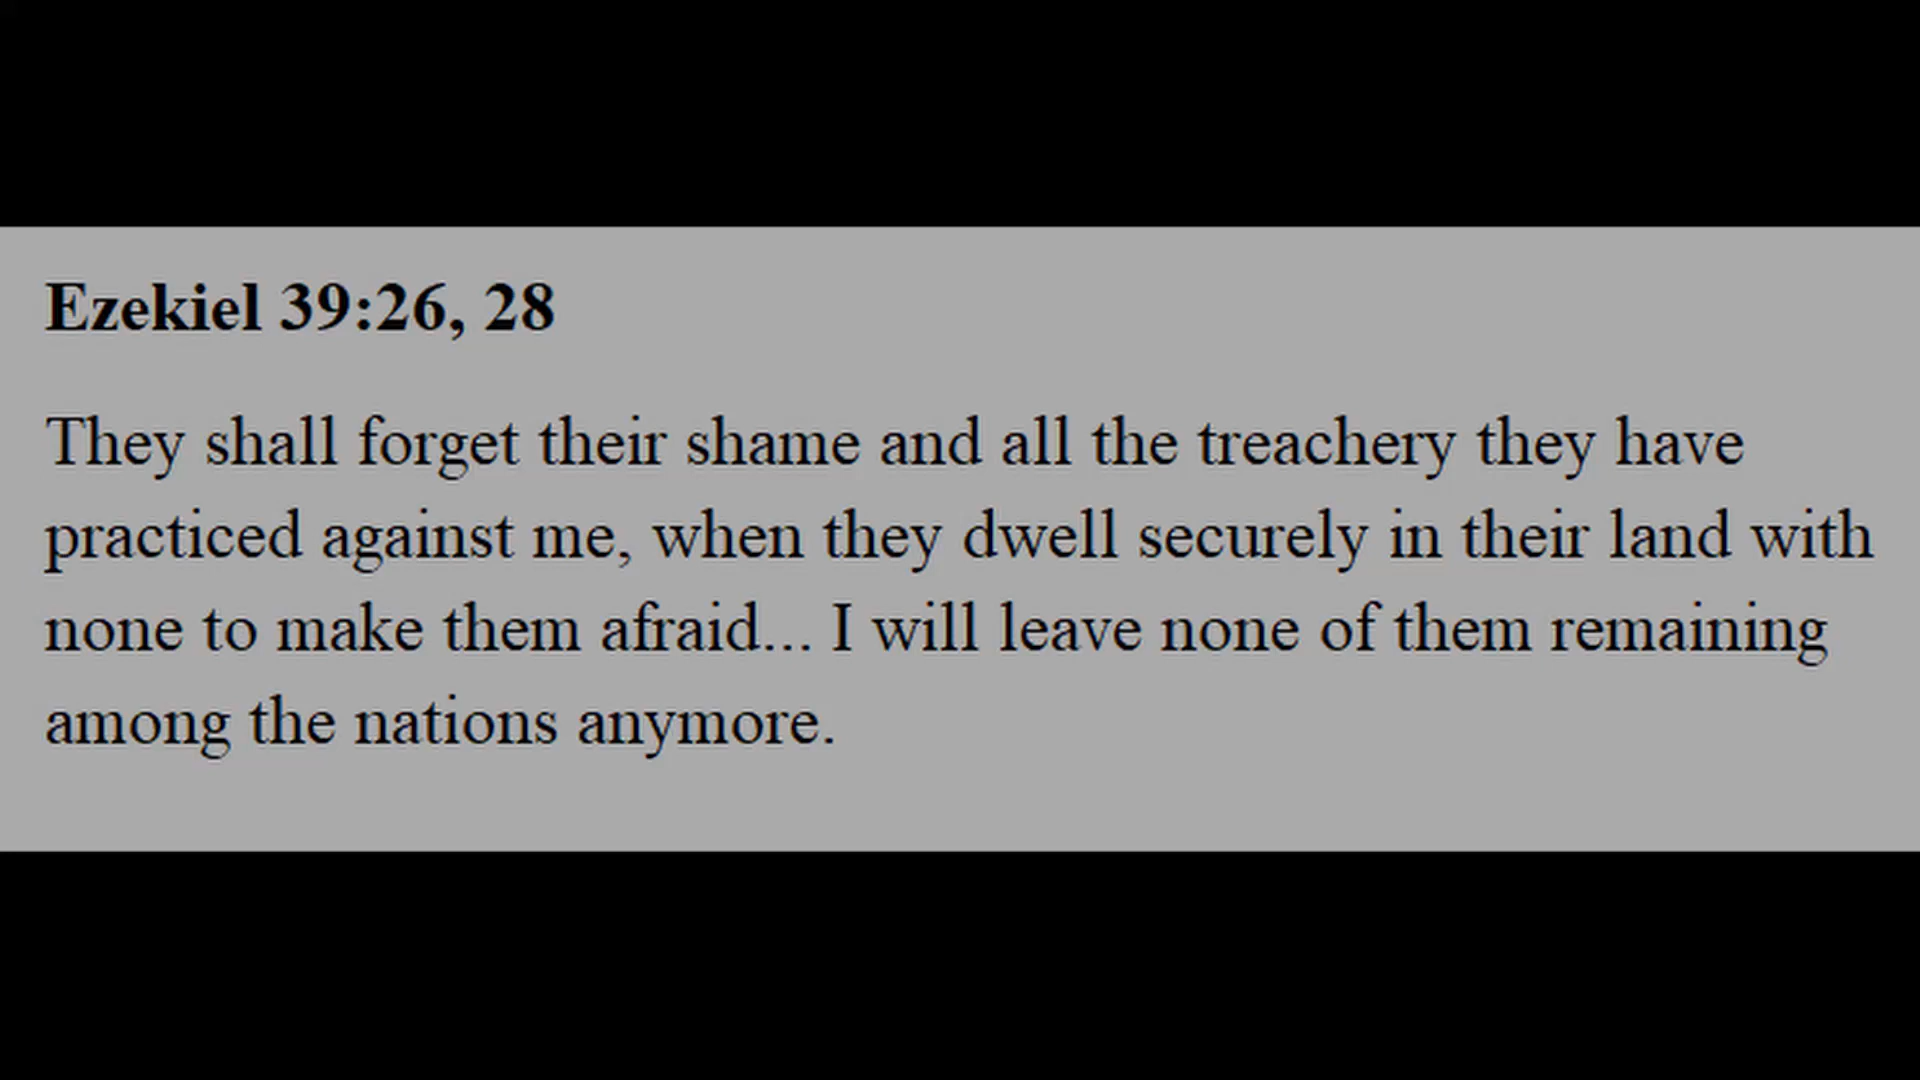 Ezekiel 39:26, 28
They shall forget their shame and all the treachery they have
practiced against me, when they dwell securely in their land with
none to make them afraid... I will leave none of them remaining
among the nations anymore.